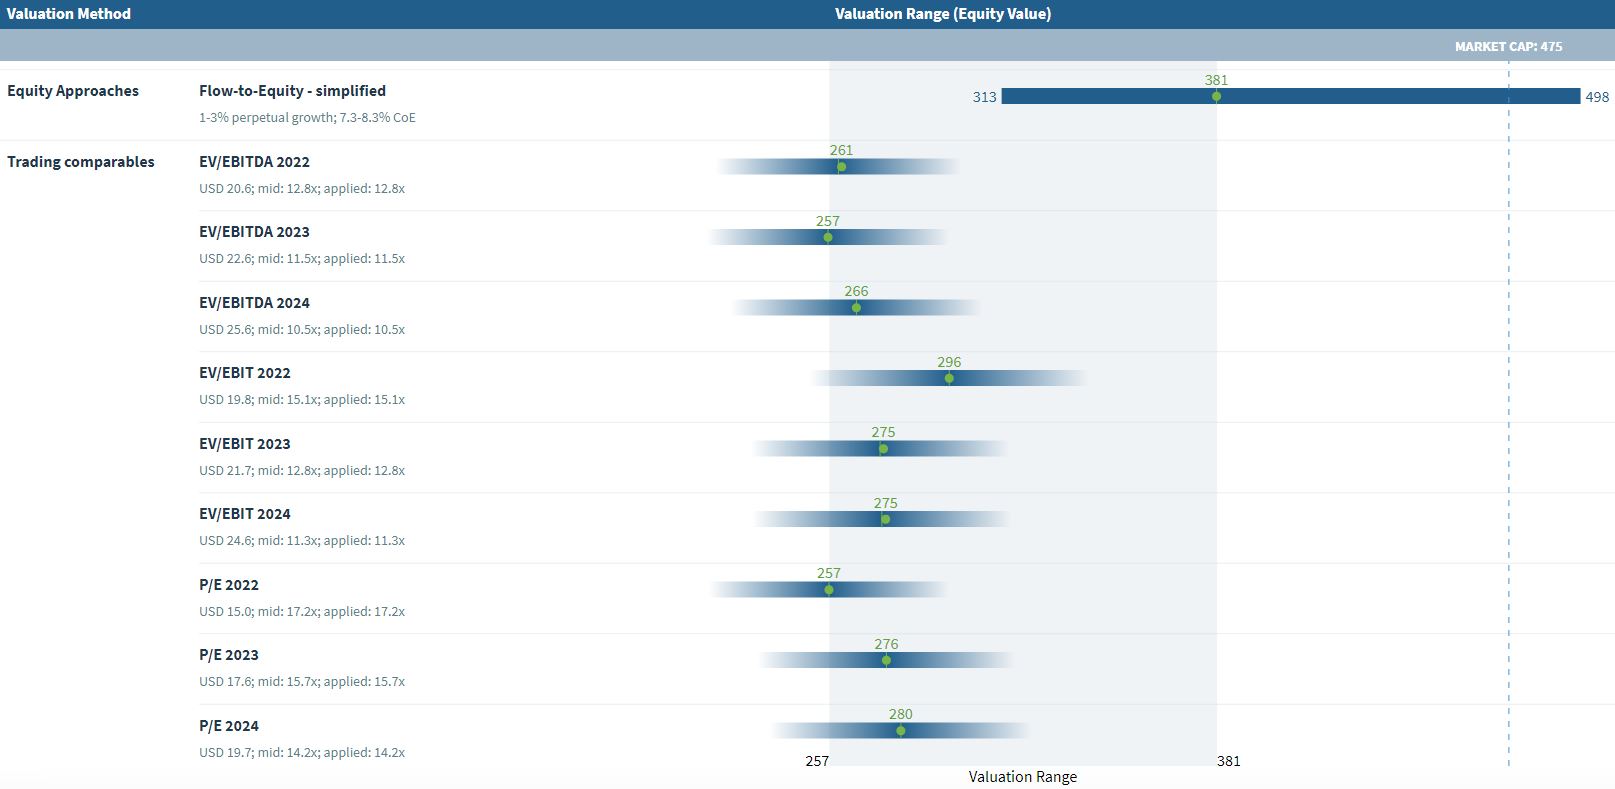 Valuation Method Valuation Range (Equity Value)
MARKET CAP: 475
Equity Approaches Flow-to-Equity - simplified 381
313 498
1-3% perpetual growth; 7.3-8.3% CoE
Trading comparables EV/EBITDA 2022 261
USD 20.6; mid: 12.8x; applied: 12.8x
EV/EBITDA 2023 257
USD 22.6; mid: 11.5x; applied: 11.5x
EV/EBITDA 2024 266
USD 25.6; mid: 10.5x; applied: 10.5x
EV/EBIT 2022 296
USD 19.8; mid: 15.1x; applied: 15.1x
EV/EBIT 2023 275
USD 21.7; mid: 12.8x; applied: 12.8x
EV/EBIT 2024 275
USD 24.6; mid: 11.3x; applied: 11.3x
P/E 2022 257
USD 15.0; mid: 17.2x; applied: 17.2x
P/E 2023 276
USD 17.6; mid: 15.7x; applied: 15.7x
P/E 2024 280
USD 19.7; mid: 14.2x; applied: 14.2x
257 381
Valuation Range